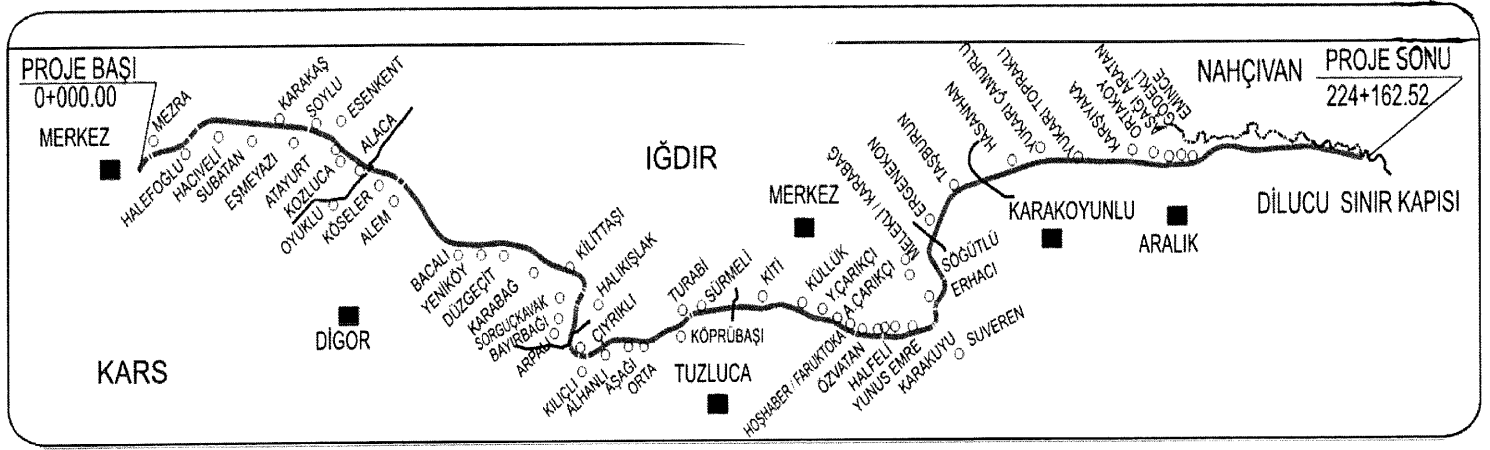 PROJE BAŞI
0+000.00
MERKEZ
MEZRA
HALEFOĞLU
HACIVELİ
SUBATAN
KARAKAŞ
EŞMEYAZI
SOYLU
ATAYURT
ESENKENT
KOZLUCA
ALACA
OYUKLU
KÖSELER
ALEM
BACALI
YENİKÖY
DÜZGEÇİT
KARABAĞ
KİLİTTAŞI
SORGUÇKAVAK
BAYIRBAĞI
ARPALI
HALIKIŞLAK
ÇIYRIKLI
KILIÇLI
ALHANLI
AŞAĞI
ORTA
TURABİ
SÜRMELİ
KÖPRÜBAŞI
KİTİ
KÜLLÜK
Y.ÇARIKÇI
A.ÇARIKÇI
HOŞHABER / FARUKTOKA
ÖZVATAN
HALFELİ
YUNUS EMRE
KARAKUYU
SUVEREN
ERHACI
SÖĞÜTLÜ
MELEKLİ / KARABAĞ
ERGENEKON
TAŞBURUN
HASANHAN
YUKARI ÇAMURLU
YUKARI TOPRAKLI
KARŞIYAKA
ORTAKÖY
AŞAĞI ARATAN
GÖDEKLİ
EMİNCE
KARS
DİGOR
IĞDIR
MERKEZ
TUZLUCA
KARAKOYUNLU
ARALIK
NAHÇIVAN
PROJE SONU
224+162.52
DİLUCU SINIR KAPISI